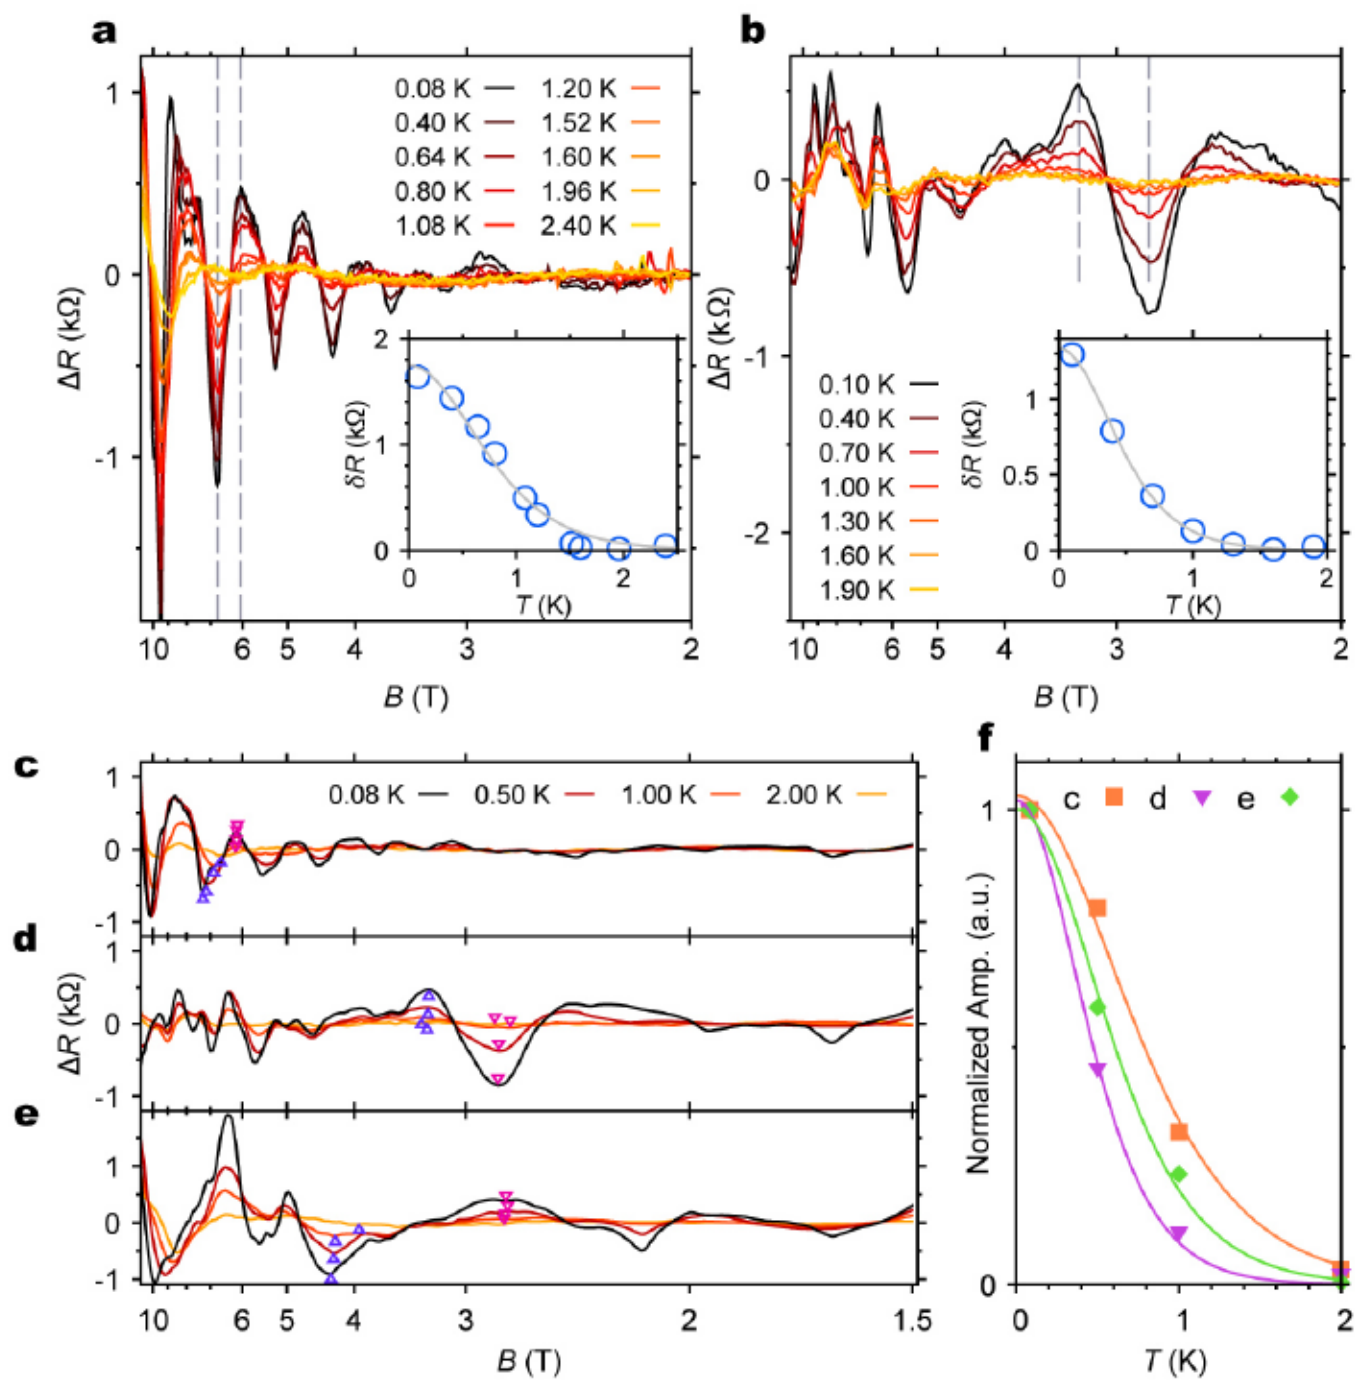 a
1
0
-1
ΔR (kΩ)
0.08 K
0.40 K
0.64 K
0.80 K
1.08 K
1.20 K
1.52 K
1.60 K
1.96 K
2.40 K
2
1
0
δR (kΩ)
0 1 2
T (K)
10 6 5 4 3 2
B (T)
b
0
-1
-2
ΔR (kΩ)
0.10 K
0.40 K
0.70 K
1.00 K
1.30 K
1.60 K
1.90 K
1
0.5
0
δR (kΩ)
0 1 2
T (K)
10 6 5 4 3 2
B (T)
c
1
0
-1
0.08 K 0.50 K 1.00 K 2.00 K
d
1
0
-1
ΔR (kΩ)
e
1
0
-1
10 6 5 4 3 2 1.5
B (T)
f
c d e
1
0
Normalized Amp. (a.u.)
0 1 2
T (K)